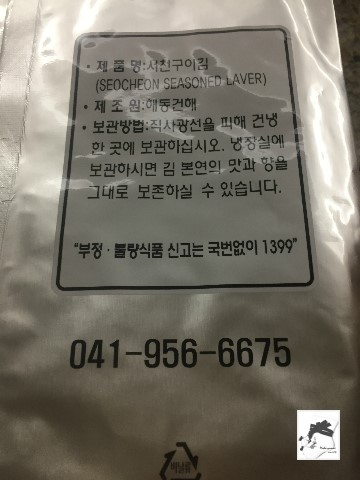 · 제 품 명:서천구이김
(SEOCHEON SEASONED LAVER)
· 제 조 원:해동건해
· 보관방법:직사광선을 피해 건냉
한 곳에 보관하십시오. 냉장실에
보관하시면 김 본연의 맛과 향을
그대로 보존하실 수 있습니다.
"부정 · 불량식품 신고는 국번없이 1399"
041-956-6675